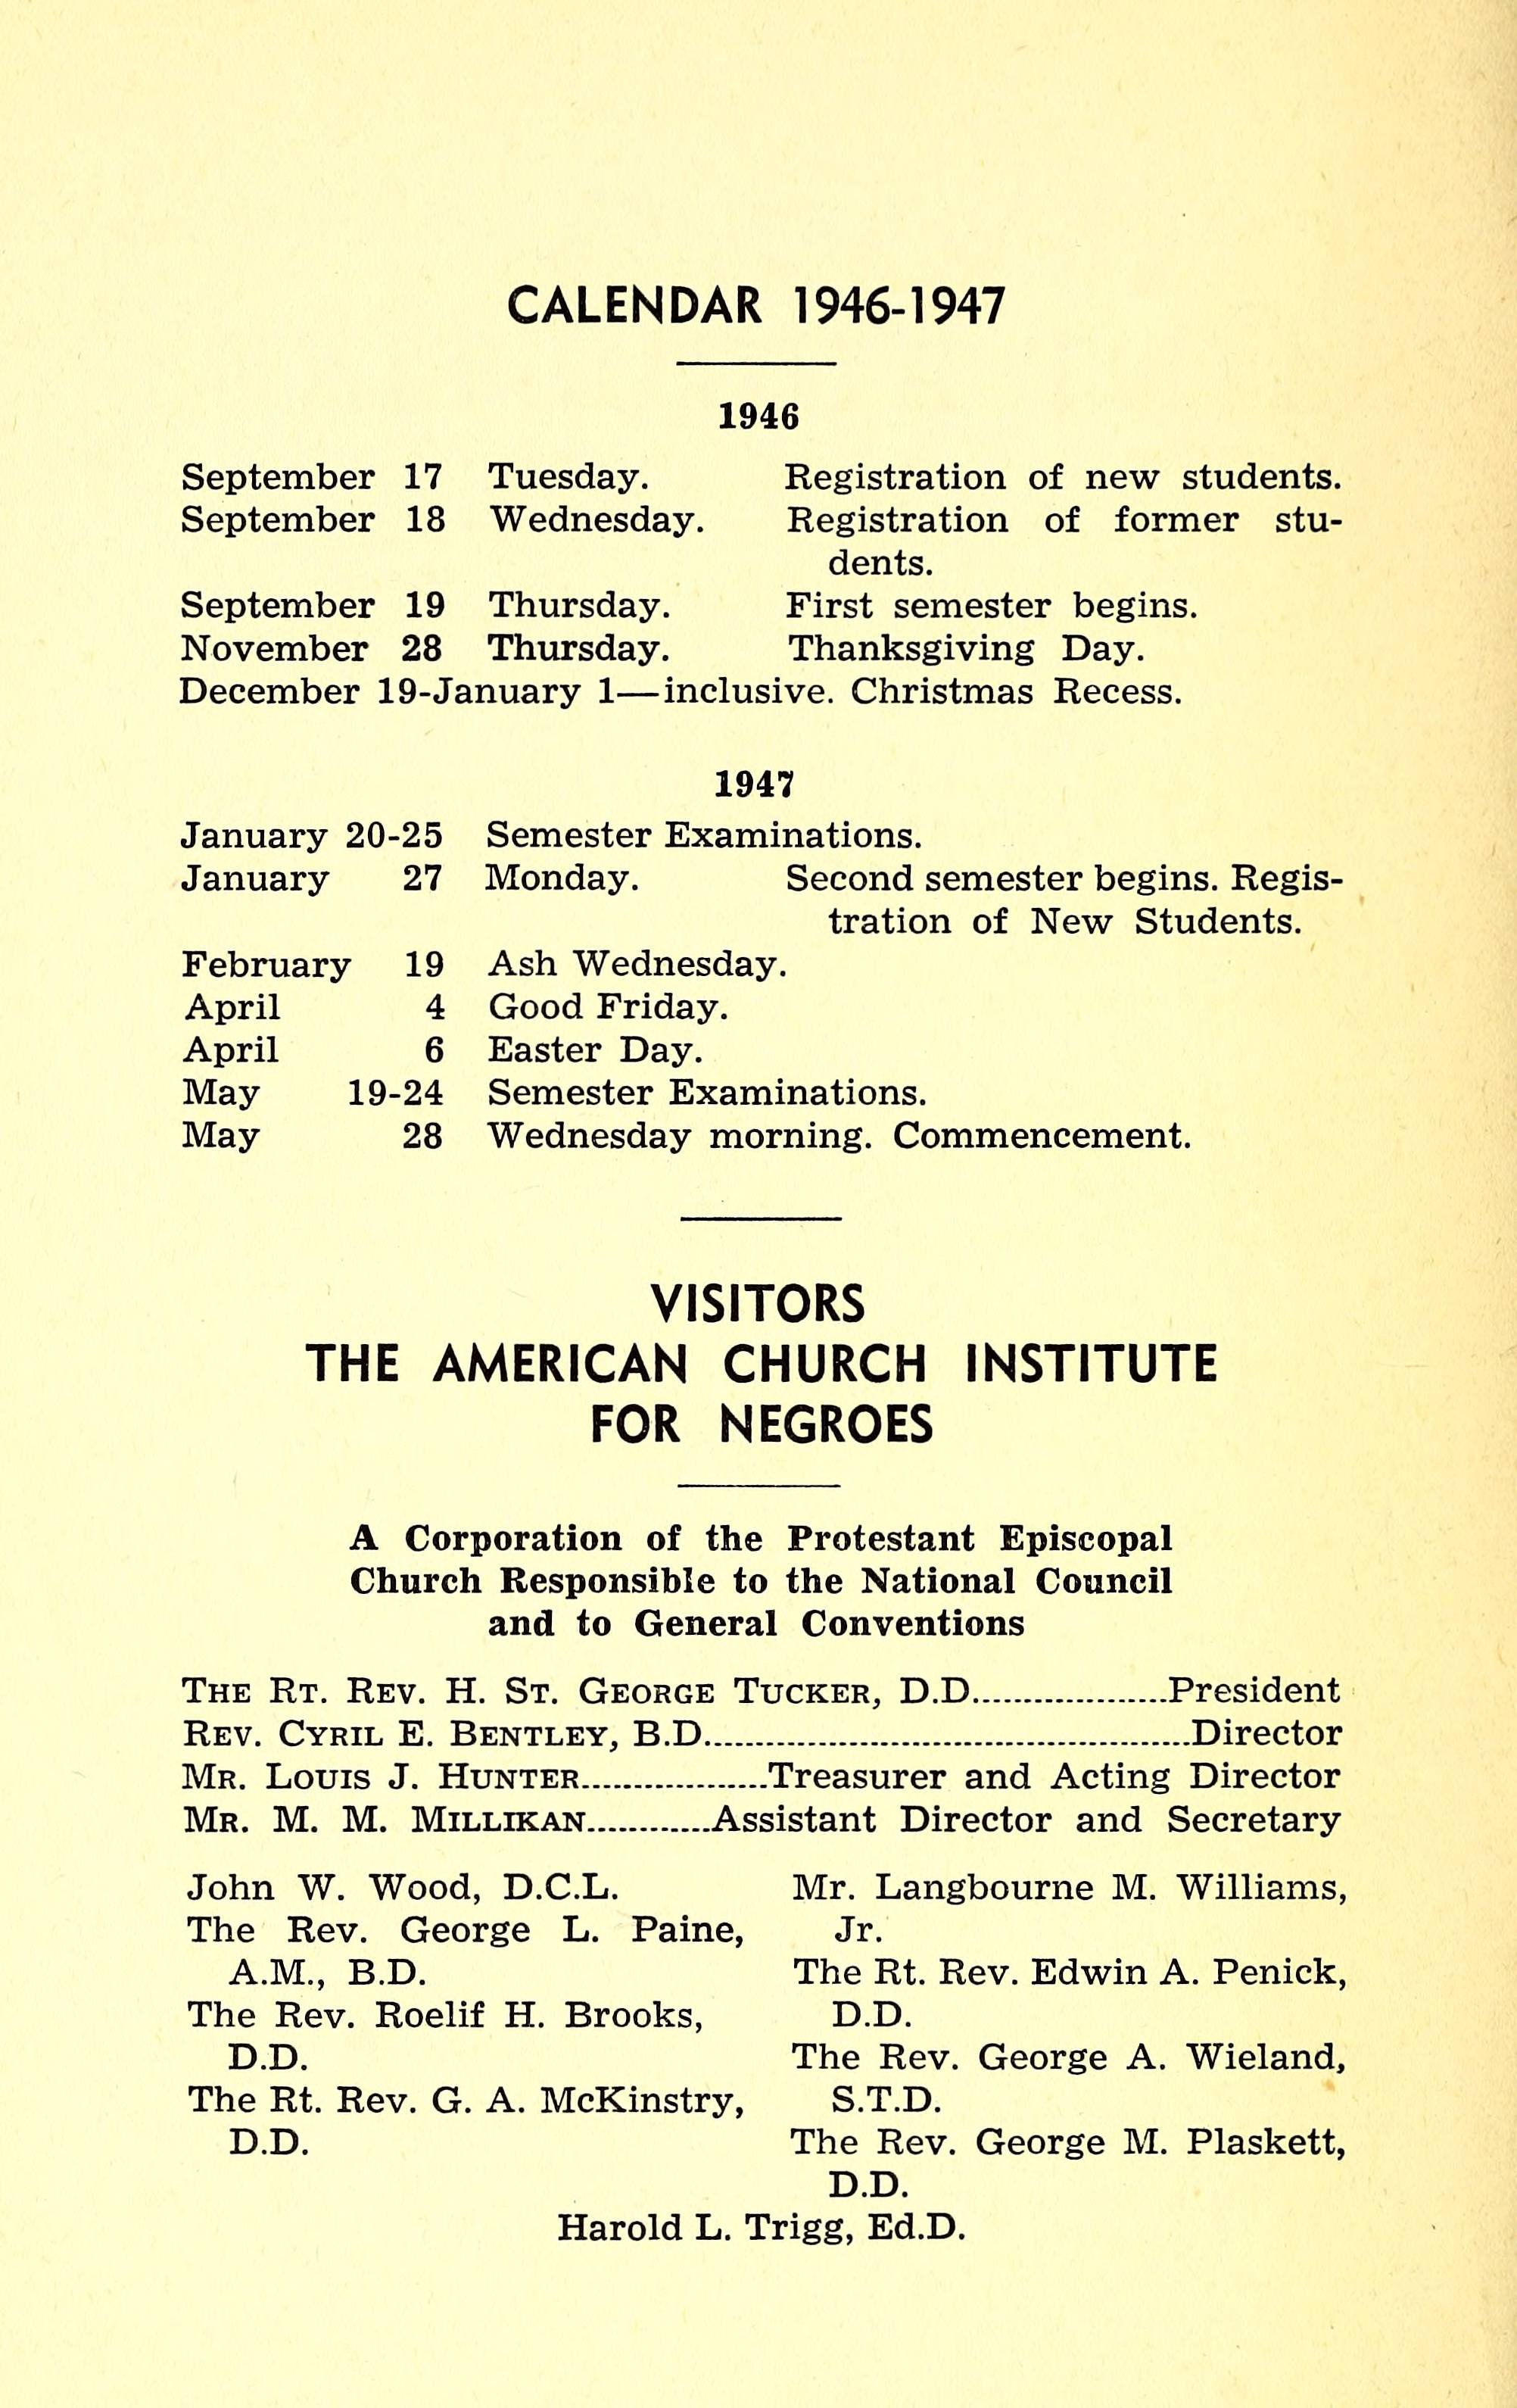 CALENDAR 1946-1947
1946
September 17 Tuesday. Registration of new students.
September 18 Wednesday. Registration of former stu-
dents.
September 19 Thursday. First semester begins.
November 28 Thursday. Thanksgiving Day.
December 19-January 1—inclusive. Christmas Recess.
1947
January 20-25 Semester Examinations.
January 27 Monday. Second semester begins. Regis-
tration of New Students.
February 19 Ash Wednesday.
April 4 Good Friday.
April 6 Easter Day.
May 19-24 Semester Examinations.
May 28 Wednesday morning. Commencement.
VISITORS
THE AMERICAN CHURCH INSTITUTE
FOR NEGROES
A Corporation of the Protestant Episcopal
Church Responsible to the National Council
and to General Conventions
THE RT. REV. H. ST. GEORGE TUCKER, D.D...................President
REV. CYRIL E. BENTLEY, B.D................................................Director
MR. LOUIS J. HUNTER..................Treasurer and Acting Director
MR. M. M. MILLIKAN............Assistant Director and Secretary
John W. Wood, D.C.L.
The Rev. George L. Paine,
A.M., B.D.
The Rev. Roelif H. Brooks,
D.D.
The Rt. Rev. G. A. McKinstry,
D.D.
Mr. Langbourne M. Williams,
Jr.
The Rt. Rev. Edwin A. Penick,
D.D.
The Rev. George A. Wieland,
S.T.D.
The Rev. George M. Plaskett,
D.D.
Harold L. Trigg, Ed.D.